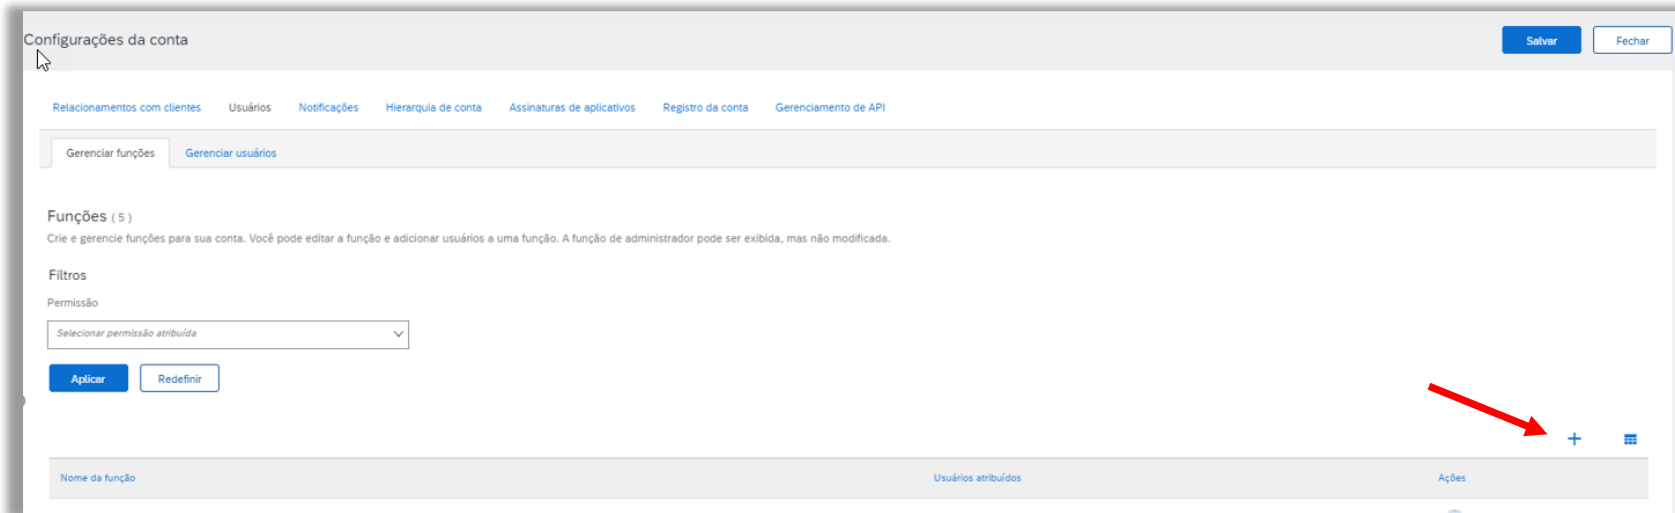 Configurações da conta
Salvar
Fechar
Relacionamentos com clientes
Usuários
Notificações
Hierarquia de conta
Assinaturas de aplicativos
Registro da conta
Gerenciamento de API
Gerenciar funções
Gerenciar usuários
Funções (5)
Crie e gerencie funções para sua conta. Você pode editar a função e adicionar usuários a uma função. A função de administrador pode ser exibida, mas não modificada.
Filtros
Permissão
Selecionar permissão atribuída
Aplicar
Redefinir
Nome da função
Usuários atribuídos
Ações